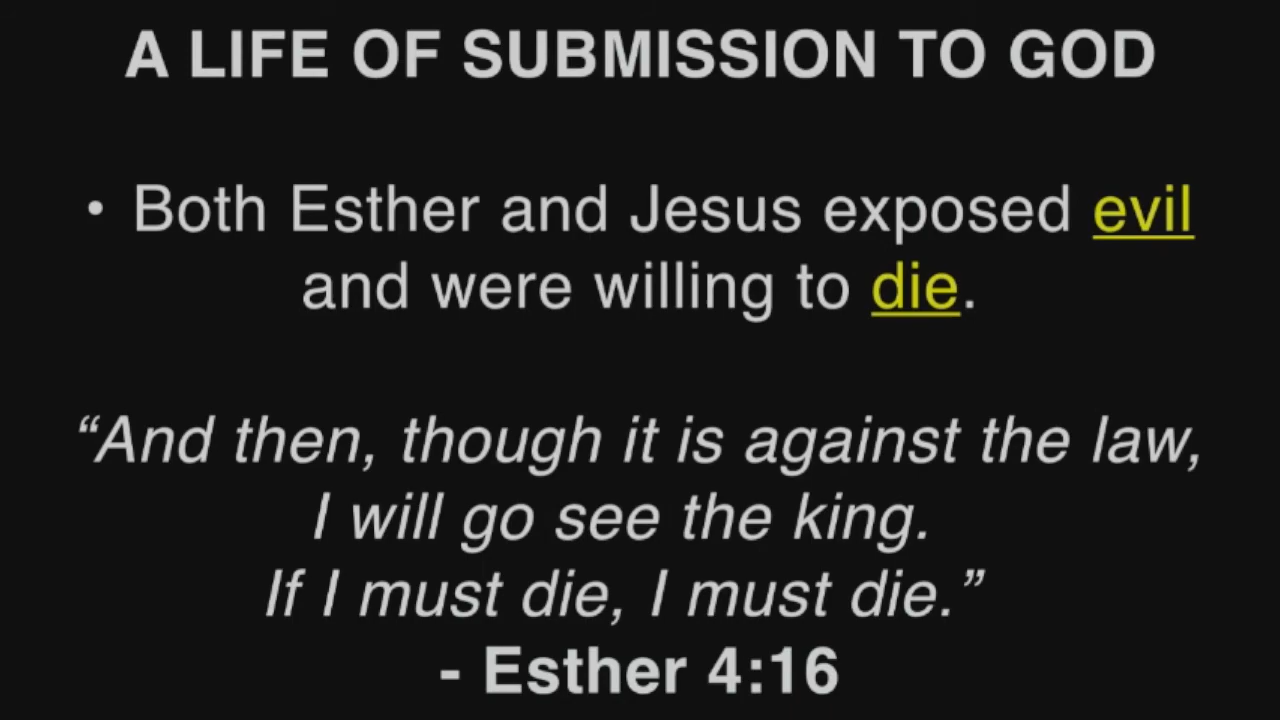 A LIFE OF SUBMISSION TO GOD
• Both Esther and Jesus exposed evil
and were willing to die.
“And then, though it is against the law,
I will go see the king.
If I must die, I must die.”
- Esther 4:16